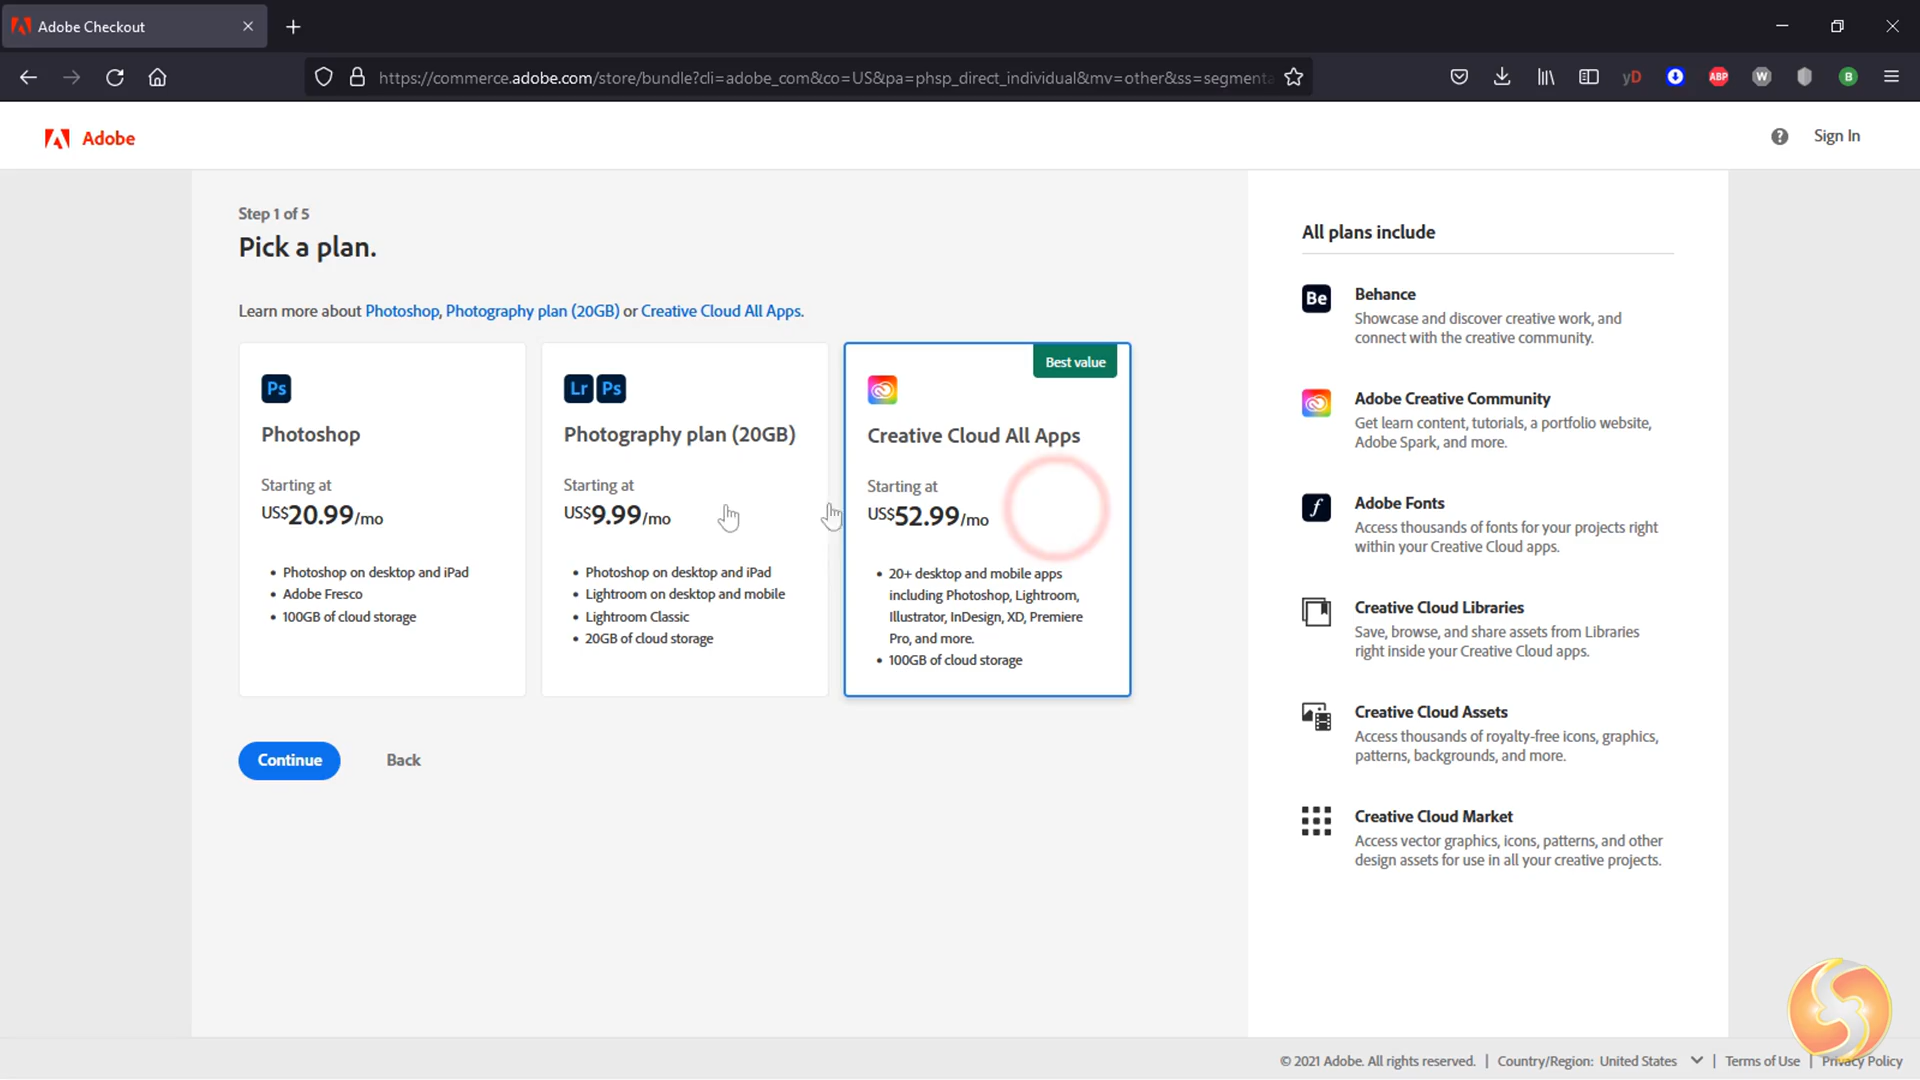 Adobe Checkout
https://commerce.adobe.com/store/bundle?cli=adobe_com&co=US&pa=phsp_direct_individual&mv=other&ss=segment
yD
ABP
W
B
Adobe
Sign In
Step 1 of 5
Pick a plan.
Learn more about Photoshop, Photography plan (20GB) or Creative Cloud All Apps.
Ps
Photoshop
Starting at
US$20.99/mo
• Photoshop on desktop and iPad
• Adobe Fresco
• 100GB of cloud storage
Lr Ps
Photography plan (20GB)
Starting at
US$9.99/mo
• Photoshop on desktop and iPad
• Lightroom on desktop and mobile
• Lightroom Classic
• 20GB of cloud storage
Best value
Creative Cloud All Apps
Starting at
US$52.99/mo
• 20+ desktop and mobile apps
including Photoshop, Lightroom,
Illustrator, InDesign, XD, Premiere
Pro, and more.
• 100GB of cloud storage
Continue
Back
All plans include
Be
Behance
Showcase and discover creative work, and
connect with the creative community.
Adobe Creative Community
Get learn content, tutorials, a portfolio website,
Adobe Spark, and more.
f
Adobe Fonts
Access thousands of fonts for your projects right
within your Creative Cloud apps.
Creative Cloud Libraries
Save, browse, and share assets from Libraries
right inside your Creative Cloud apps.
Creative Cloud Assets
Access thousands of royalty-free icons, graphics,
patterns, backgrounds, and more.
Creative Cloud Market
Access vector graphics, icons, patterns, and other
design assets for use in all your creative projects.
© 2021 Adobe. All rights reserved. | Country/Region: United States | Terms of Use | Privacy Policy